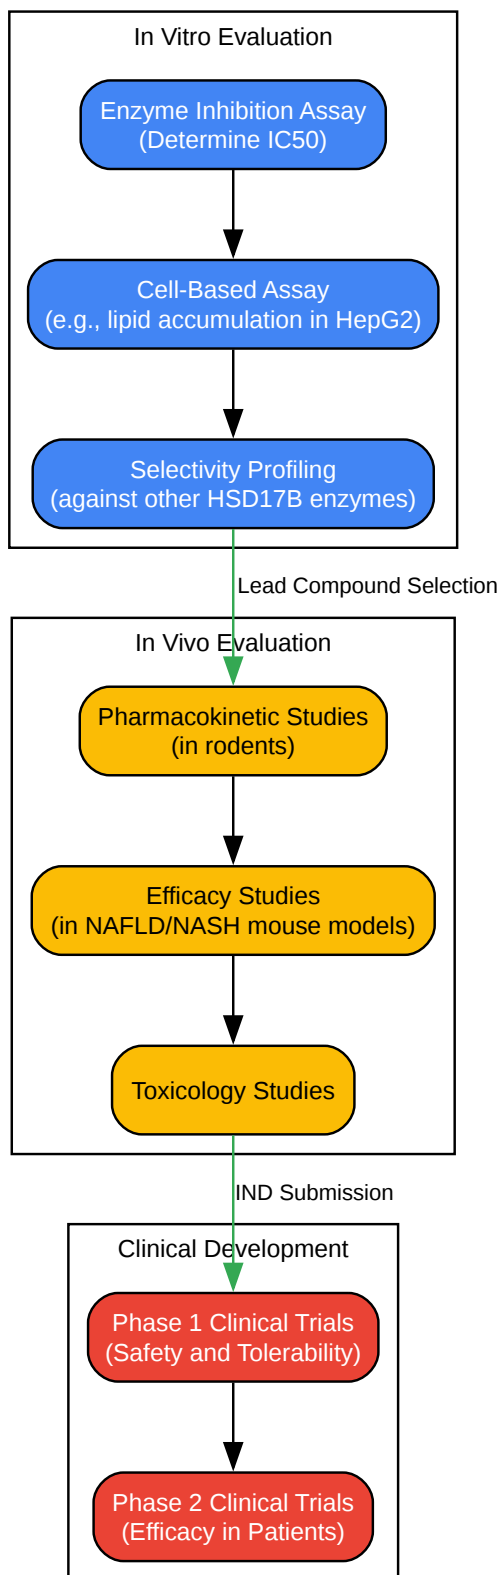 In Vitro Evaluation
Enzyme Inhibition Assay
(Determine IC50)
Cell-Based Assay
(e.g., lipid accumulation in HepG2)
Selectivity Profiling
(against other HSD17B enzymes)
Lead Compound Selection
In Vivo Evaluation
Pharmacokinetic Studies
(in rodents)
Efficacy Studies
(in NAFLD/NASH mouse models)
Toxicology Studies
IND Submission
Clinical Development
Phase 1 Clinical Trials
(Safety and Tolerability)
Phase 2 Clinical Trials
(Efficacy in Patients)